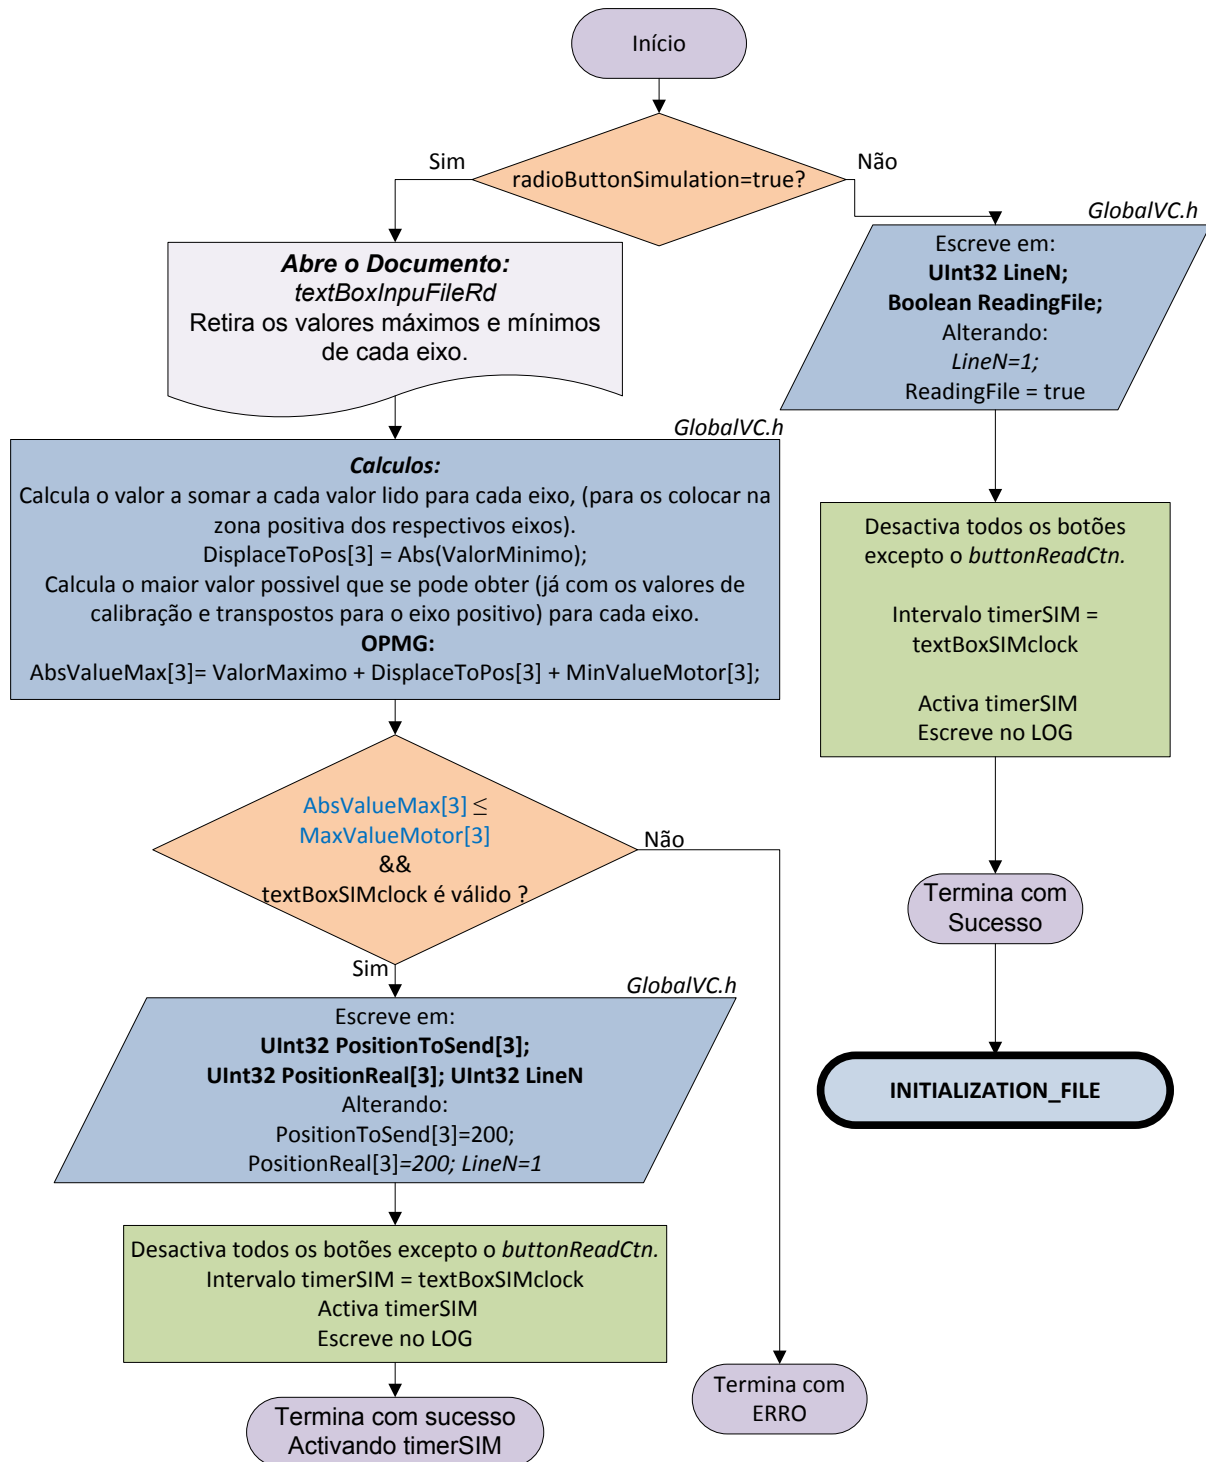 Início
radioButtonSimulation=true?
Sim
Não
Abre o Documento:
textBoxInpuFileRd
Retira os valores máximos e mínimos
de cada eixo.
GlobalVC.h
Escreve em:
UInt32 LineN;
Boolean ReadingFile;
Alterando:
LineN=1;
ReadingFile = true
GlobalVC.h
Calculos:
Calcula o valor a somar a cada valor lido para cada eixo, (para os colocar na
zona positiva dos respectivos eixos).
DisplaceToPos[3] = Abs(ValorMinimo);
Calcula o maior valor possivel que se pode obter (já com os valores de
calibração e transpostos para o eixo positivo) para cada eixo.
OPMG:
AbsValueMax[3]= ValorMaximo + DisplaceToPos[3] + MinValueMotor[3];
Desactiva todos os botões
excepto o buttonReadCtn.
Intervalo timerSIM =
textBoxSIMclock
Activa timerSIM
Escreve no LOG
AbsValueMax[3] ≤
MaxValueMotor[3]
&&
textBoxSIMclock é válido ?
Não
Sim
Termina com
Sucesso
GlobalVC.h
Escreve em:
UInt32 PositionToSend[3];
UInt32 PositionReal[3]; UInt32 LineN
Alterando:
PositionToSend[3]=200;
PositionReal[3]=200; LineN=1
INITIALIZATION_FILE
Desactiva todos os botões excepto o buttonReadCtn.
Intervalo timerSIM = textBoxSIMclock
Activa timerSIM
Escreve no LOG
Termina com
ERRO
Termina com sucesso
Activando timerSIM